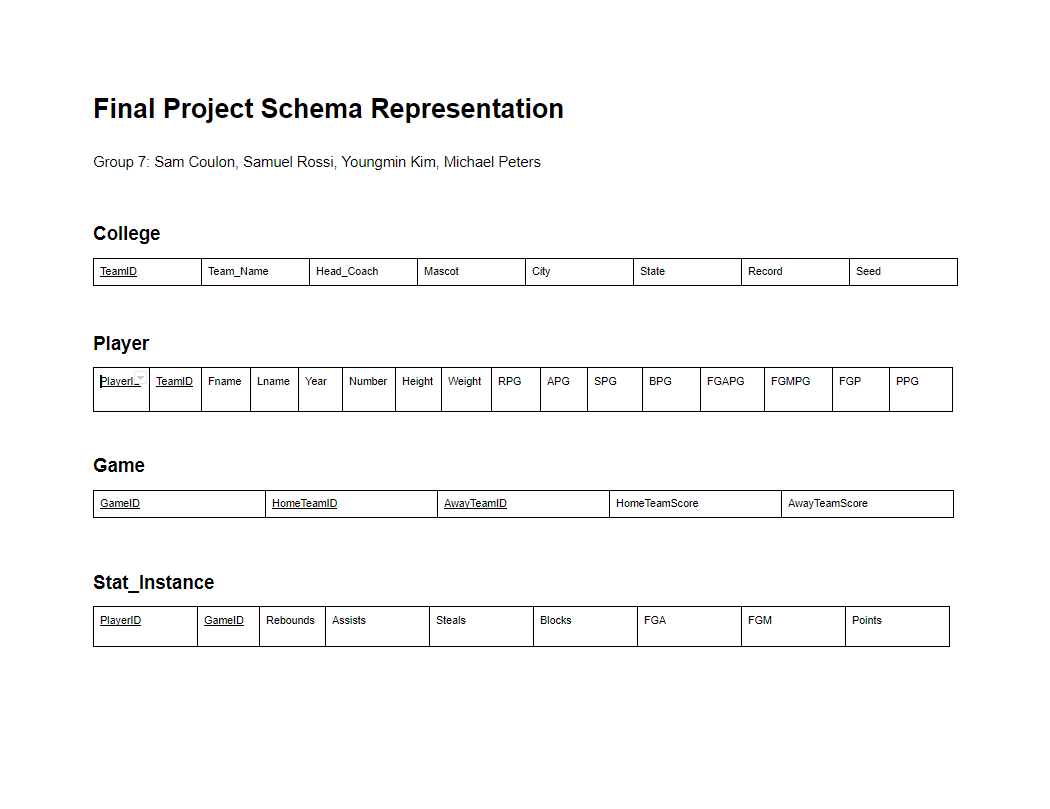 Final Project Schema Representation
Group 7: Sam Coulon, Samuel Rossi, Youngmin Kim, Michael Peters
College
TeamID Team_Name Head_Coach Mascot City State Record Seed
Player
TeamID Fname Lname Year Number Height Weight RPG APG SPG BPG FGAPG FGMPG FGP PPG
Game
GameID HomeTeamID AwayTeamID HomeTeamScore AwayTeamScore
Stat_Instance
PlayerID GameID Rebounds Assists Steals Blocks FGA FGM Points